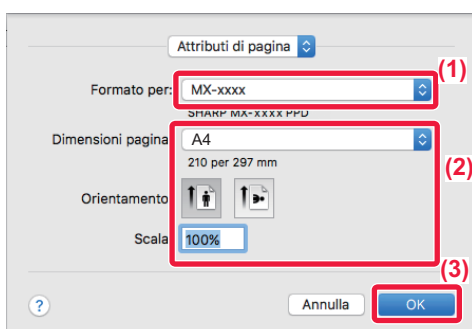 Attributi di pagina
(1)
Formato per: MX-xxxx
SHARP MX-xxxx PPD
Dimensioni pagina: A4
210 per 297 mm
(2)
Orientamento
Scala 100%
(3)
? Annulla OK